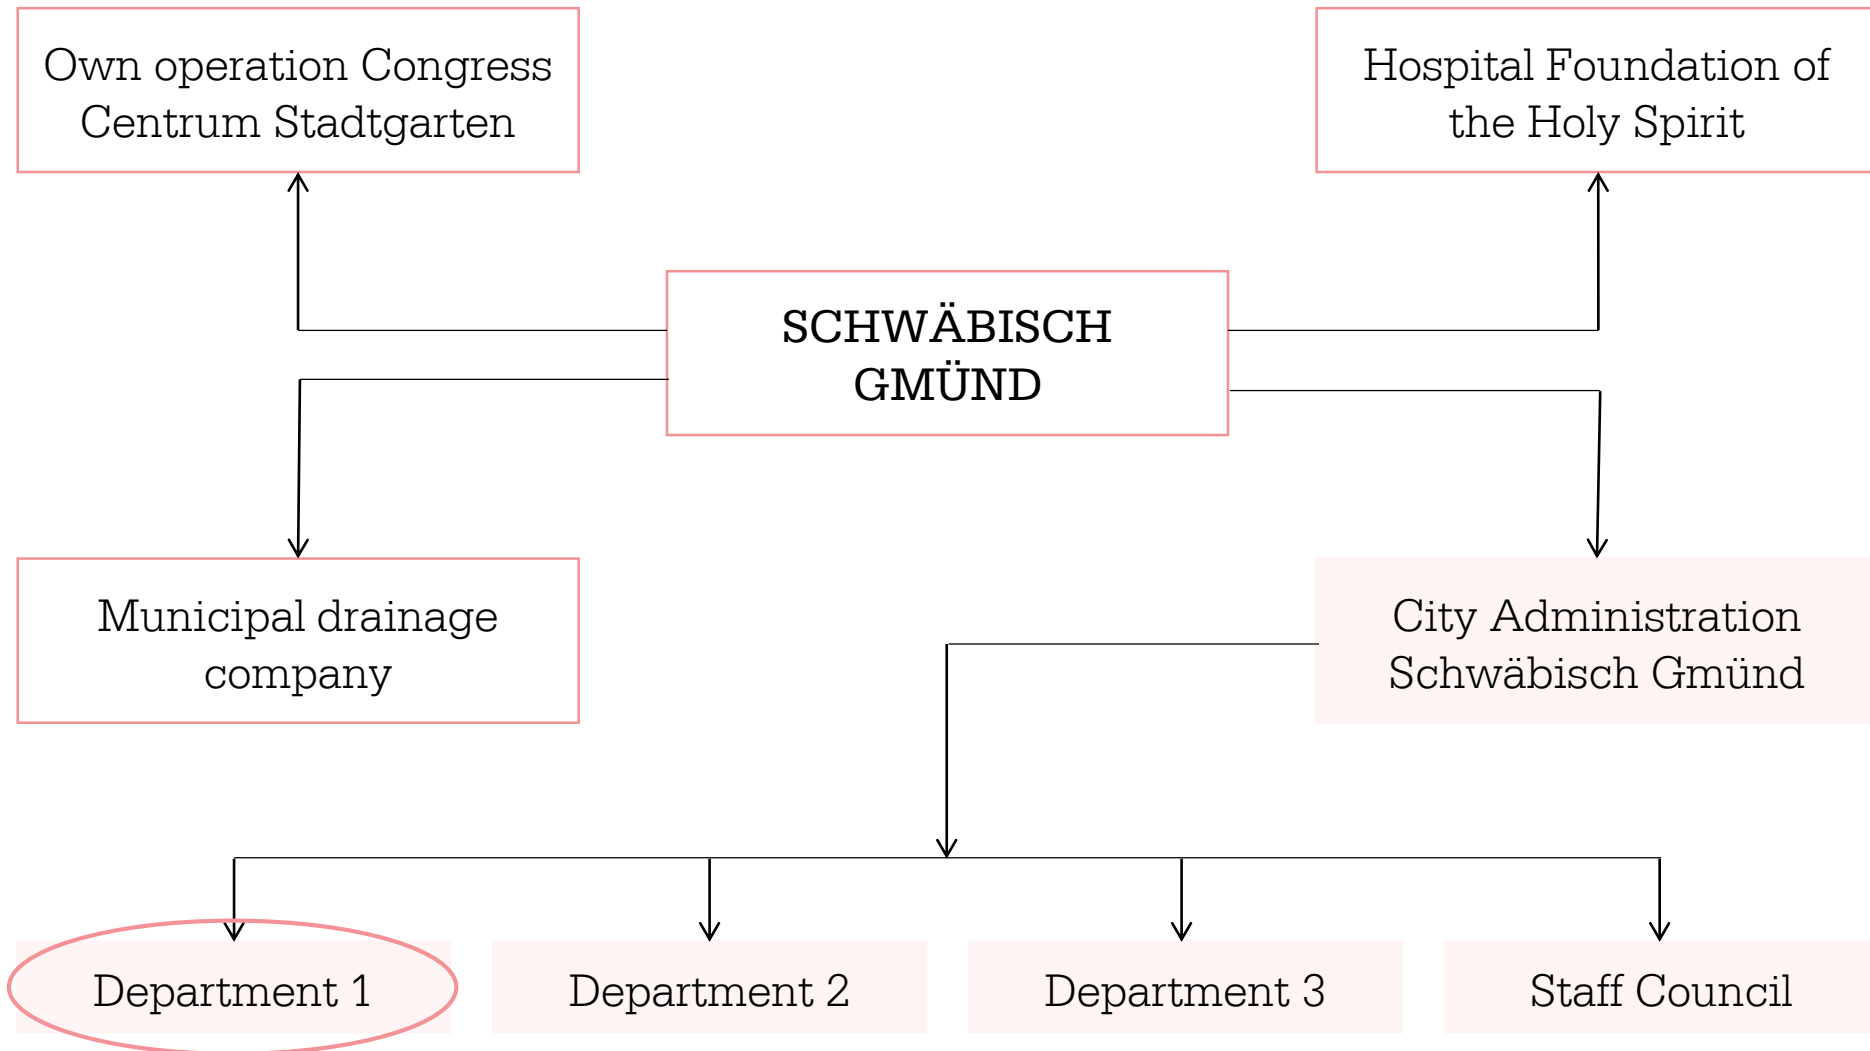 Own operation Congress
Centrum Stadtgarten
Hospital Foundation of
the Holy Spirit
SCHWÄBISCH
GMÜND
Municipal drainage
company
City Administration
Schwäbisch Gmünd
Department 1
Department 2
Department 3
Staff Council